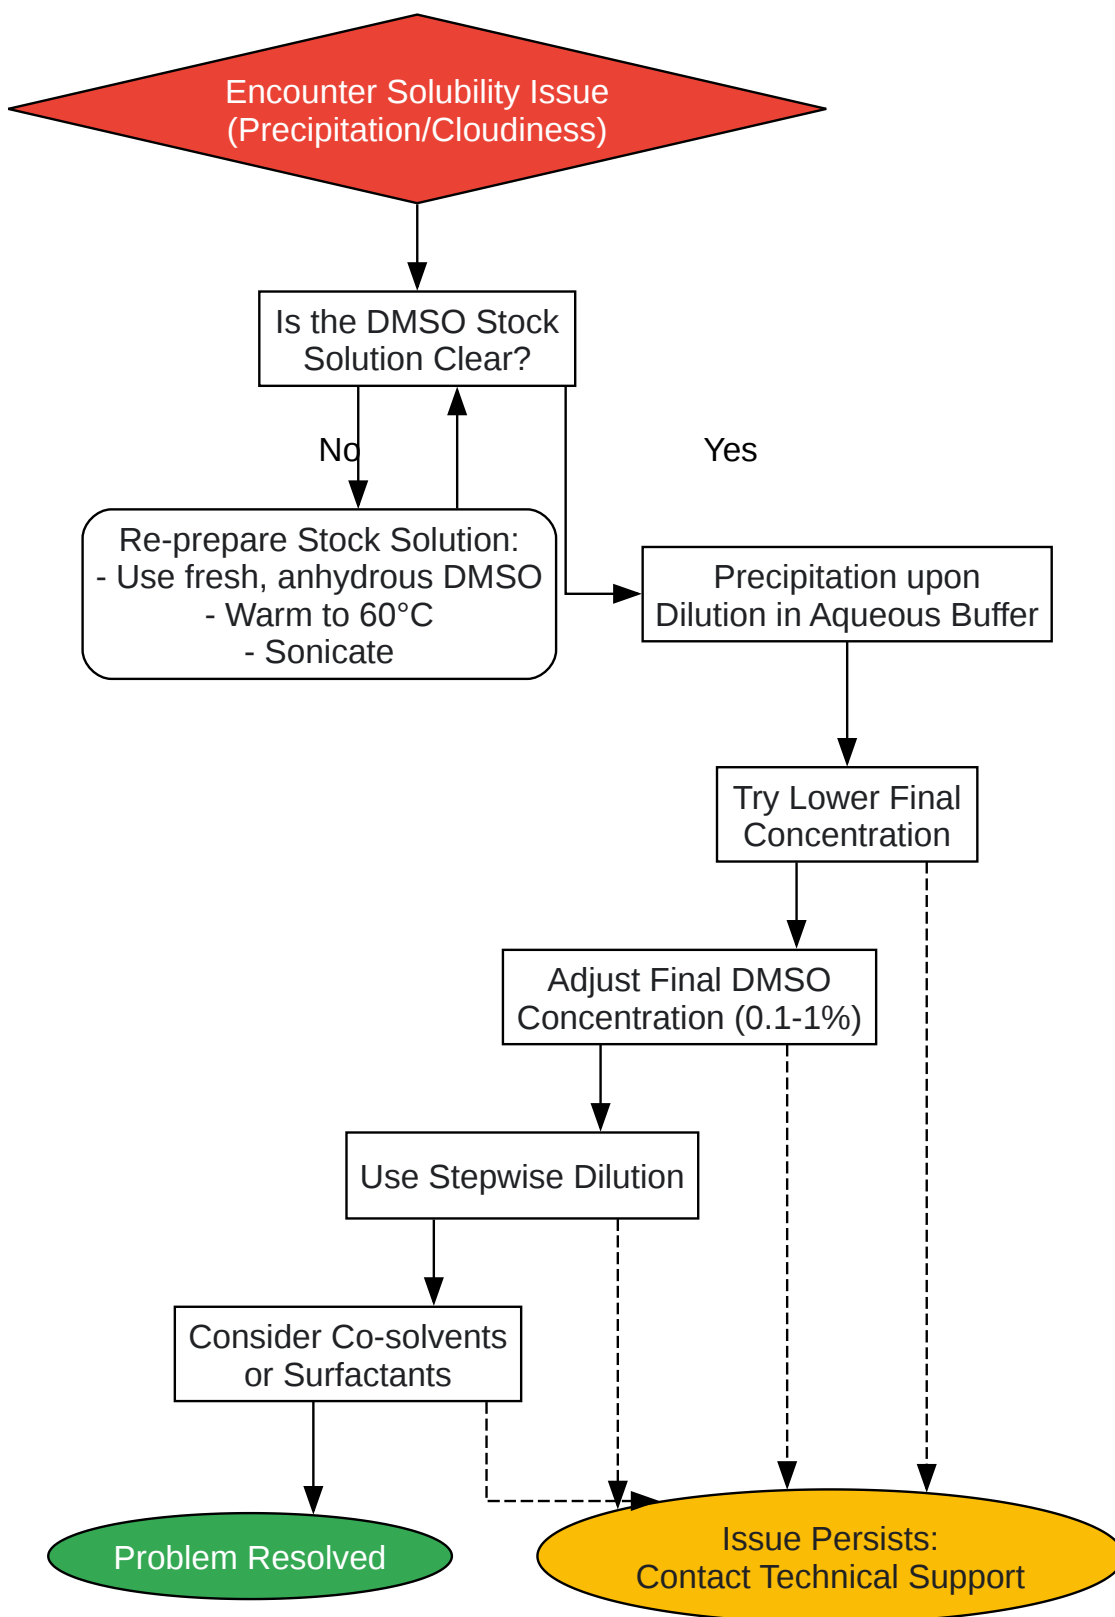 Encounter Solubility Issue
(Precipitation/Cloudiness)
Is the DMSO Stock
Solution Clear?
No
Yes
Re-prepare Stock Solution:
- Use fresh, anhydrous DMSO
- Warm to 60°C
- Sonicate
Precipitation upon
Dilution in Aqueous Buffer
Try Lower Final
Concentration
Adjust Final DMSO
Concentration (0.1-1%)
Use Stepwise Dilution
Consider Co-solvents
or Surfactants
Problem Resolved
Issue Persists:
Contact Technical Support